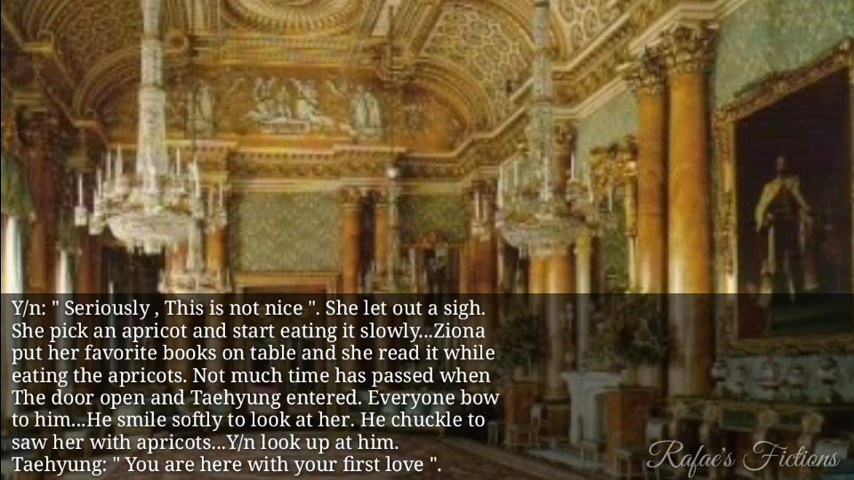 Y/n: " Seriously , This is not nice ". She let out a sigh.
She pick an apricot and start eating it slowly...Ziona
put her favorite books on table and she read it while
eating the apricots. Not much time has passed when
The door open and Taehyung entered. Everyone bow
to him...He smile softly to look at her. He chuckle to
saw her with apricots...Y/n look up at him.
Taehyung: " You are here with your first love ".
Rafae's Fictions